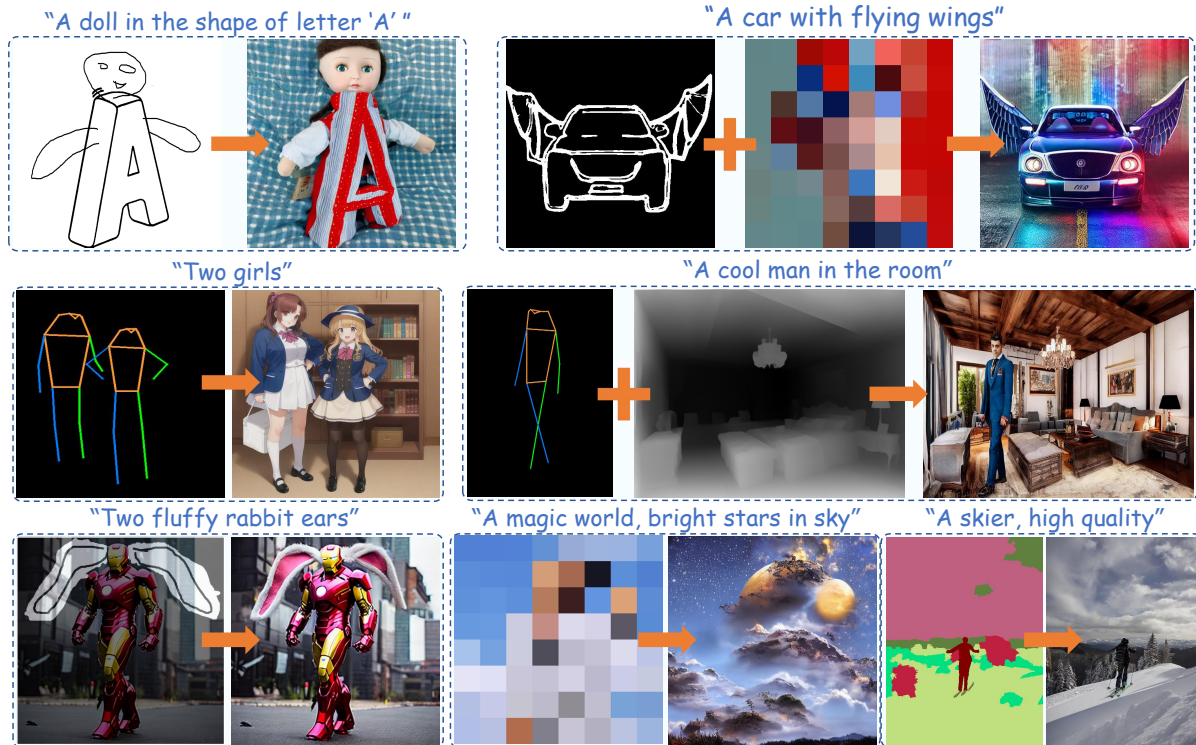 “A doll in the shape of letter ‘A’ ”
“A car with flying wings”
A
A
“Two girls”
“A cool man in the room”
“Two fluffy rabbit ears”
“A magic world, bright stars in sky”
“A skier, high quality”